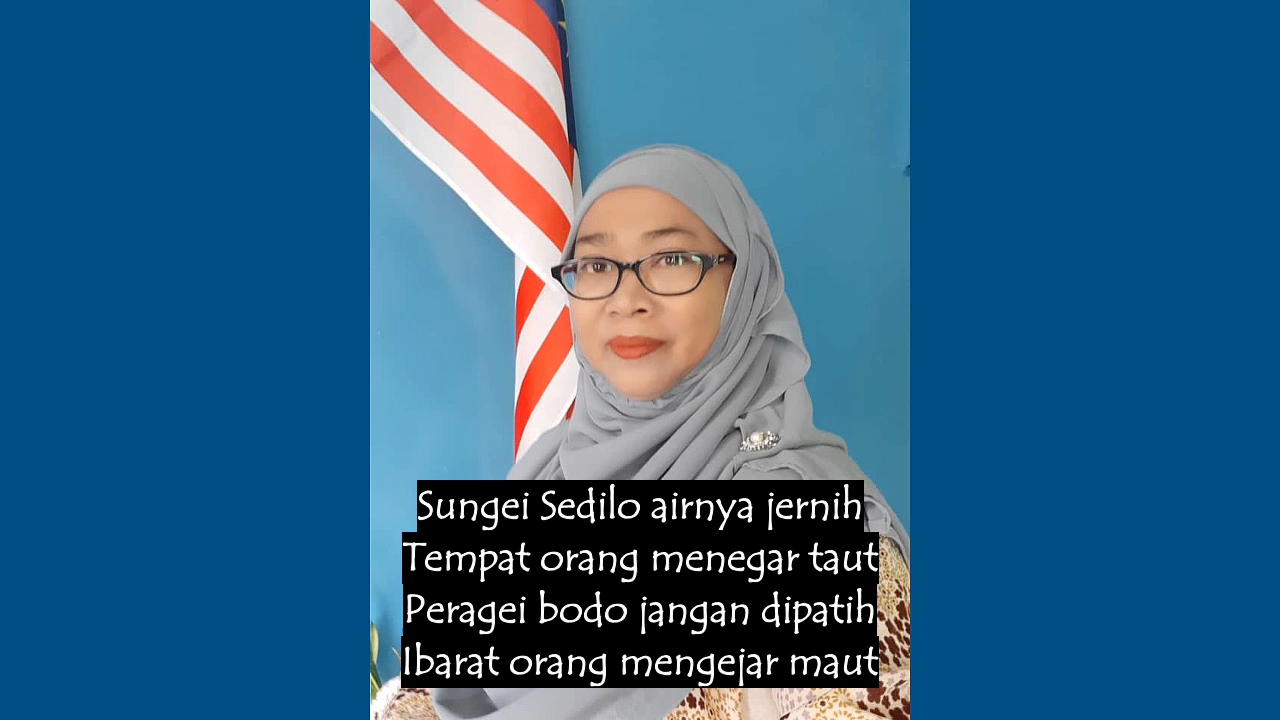 Sungei Sedilo airnya jernih
Tempat orang menegar taut
Peragei bodo jangan dipatih
Ibarat orang mengejar maut